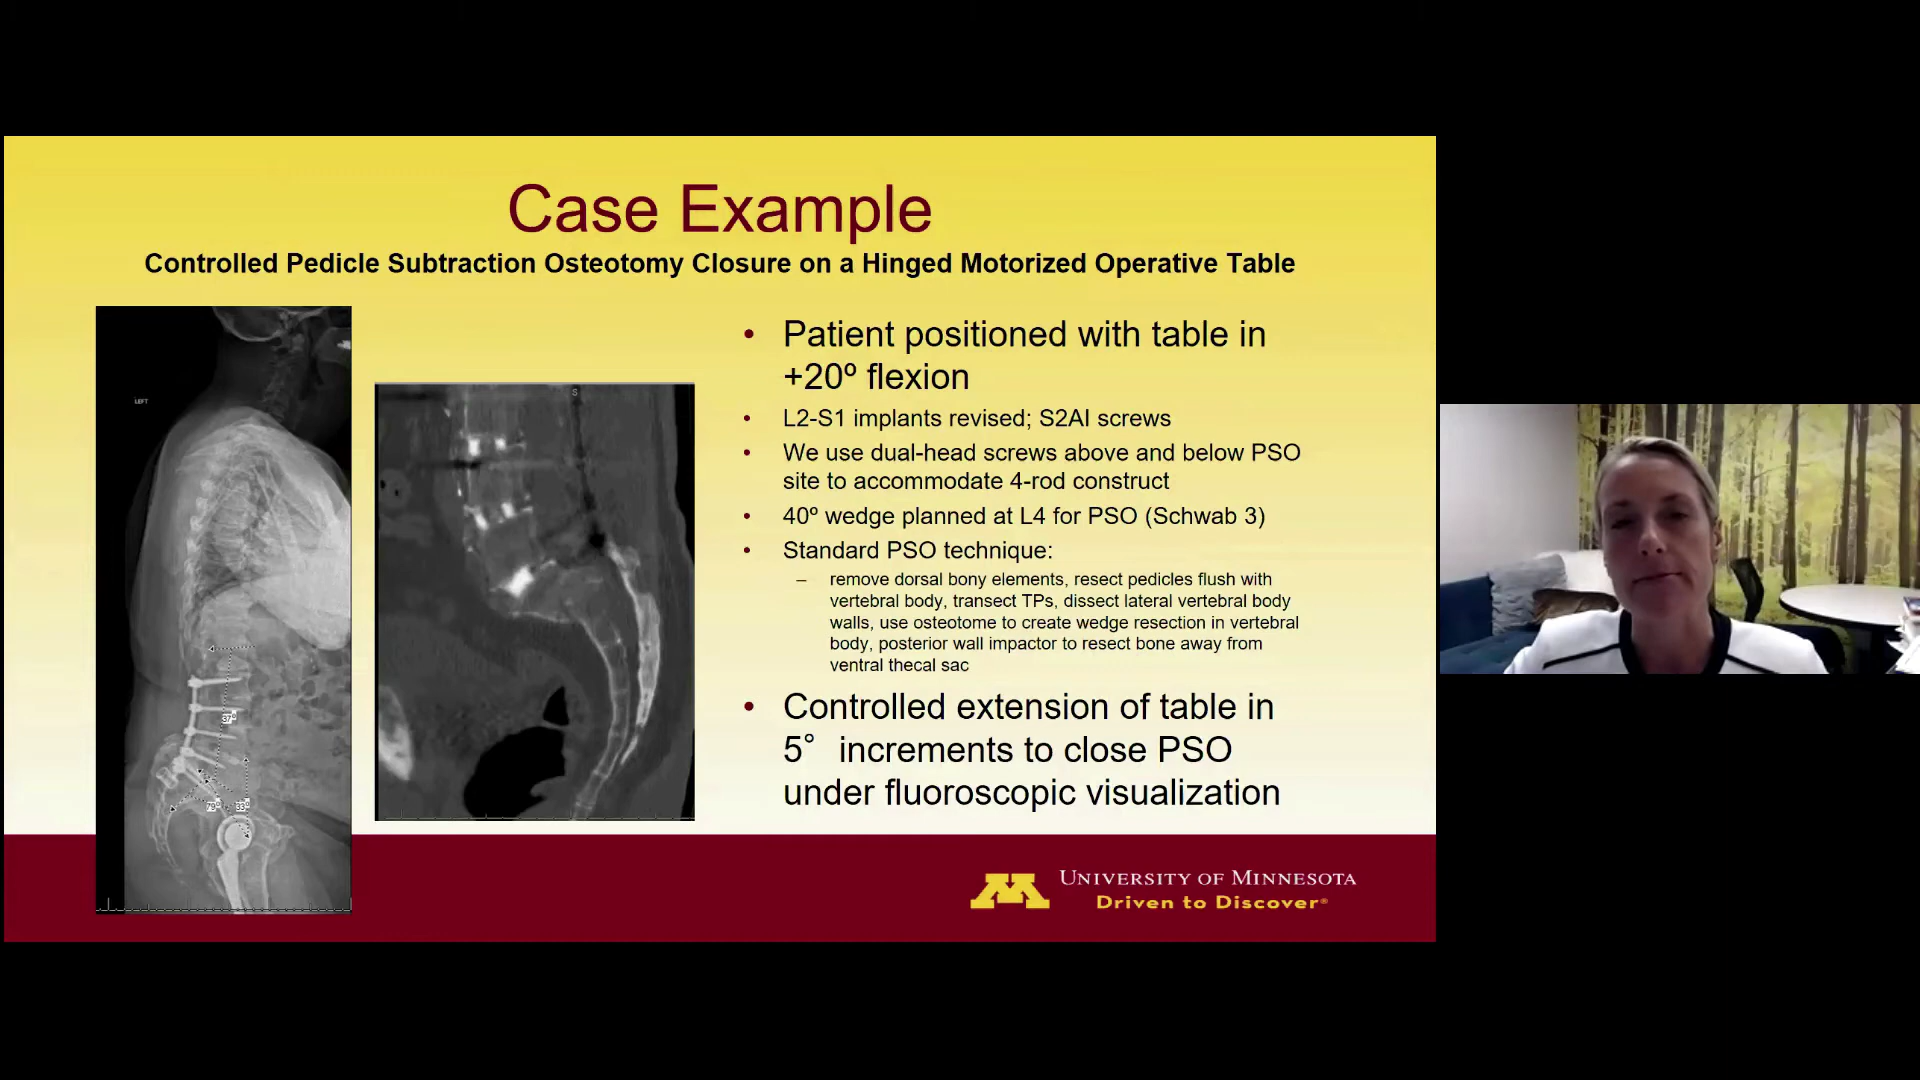 Case Example
Controlled Pedicle Subtraction Osteotomy Closure on a Hinged Motorized Operative Table
LEFT
S
37º
79º
33º
• Patient positioned with table in
+20º flexion
• L2-S1 implants revised; S2AI screws
• We use dual-head screws above and below PSO
site to accommodate 4-rod construct
• 40º wedge planned at L4 for PSO (Schwab 3)
• Standard PSO technique:
– remove dorsal bony elements, resect pedicles flush with
vertebral body, transect TPs, dissect lateral vertebral body
walls, use osteotome to create wedge resection in vertebral
body, posterior wall impactor to resect bone away from
ventral thecal sac
• Controlled extension of table in
5° increments to close PSO
under fluoroscopic visualization
M
UNIVERSITY OF MINNESOTA
Driven to Discover®